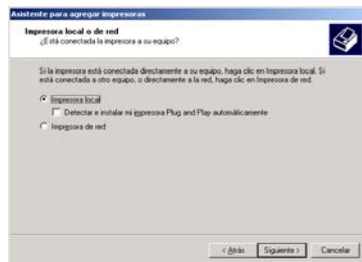 Asistente para agregar impresoras
Impresora local o de red
¿Está conectada la impresora a su equipo?
Si la impresora está conectada directamente a su equipo, haga clic en Impresora local. Si
está conectada a otro equipo, o directamente a la red, haga clic en Impresora de red.
Impresora local
Detectar e instalar mi impresora Plug and Play automáticamente
Impresora de red
< Atrás
Siguiente >
Cancelar